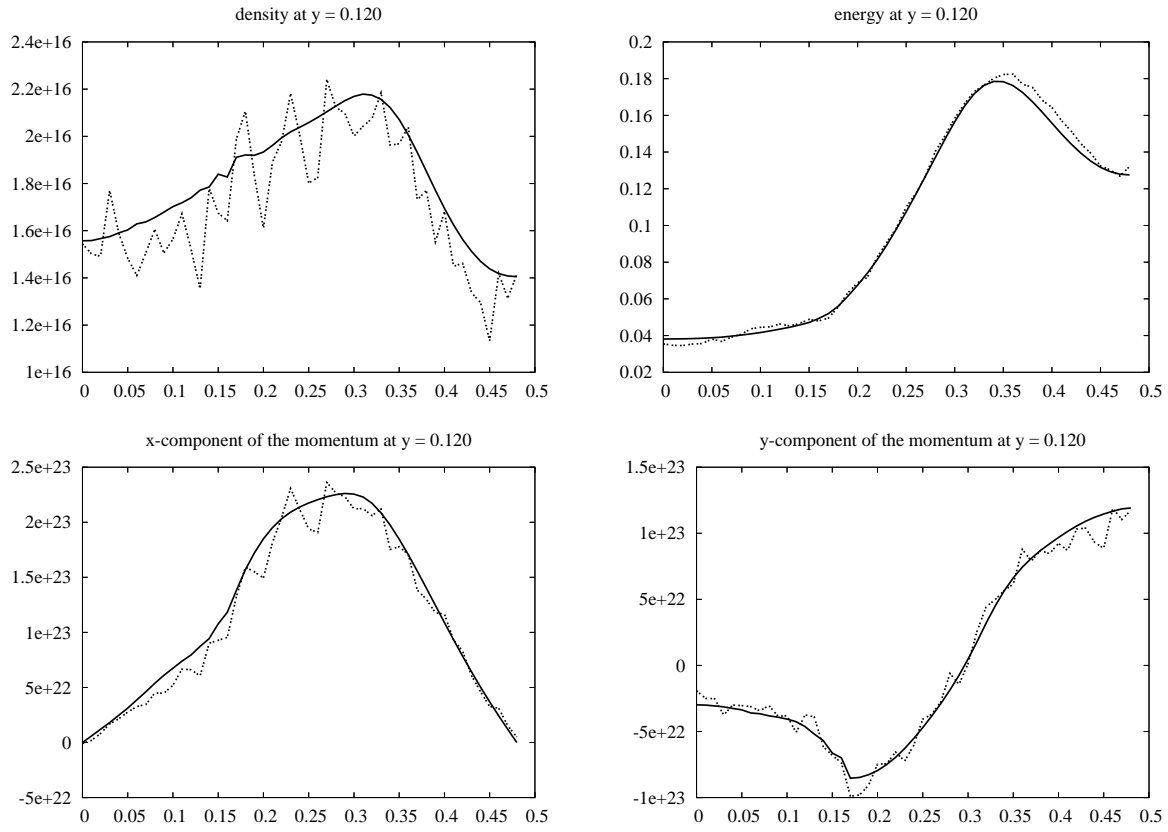 density at y = 0.120
2.4e+16
2.2e+16
2e+16
1.8e+16
1.6e+16
1.4e+16
1.2e+16
1e+16
0 0.05 0.1 0.15 0.2 0.25 0.3 0.35 0.4 0.45 0.5
energy at y = 0.120
0.2
0.18
0.16
0.14
0.12
0.1
0.08
0.06
0.04
0.02
0 0.05 0.1 0.15 0.2 0.25 0.3 0.35 0.4 0.45 0.5
x-component of the momentum at y = 0.120
2.5e+23
2e+23
1.5e+23
1e+23
5e+22
0
-5e+22
0 0.05 0.1 0.15 0.2 0.25 0.3 0.35 0.4 0.45 0.5
y-component of the momentum at y = 0.120
1.5e+23
1e+23
5e+22
0
-5e+22
-1e+23
0 0.05 0.1 0.15 0.2 0.25 0.3 0.35 0.4 0.45 0.5